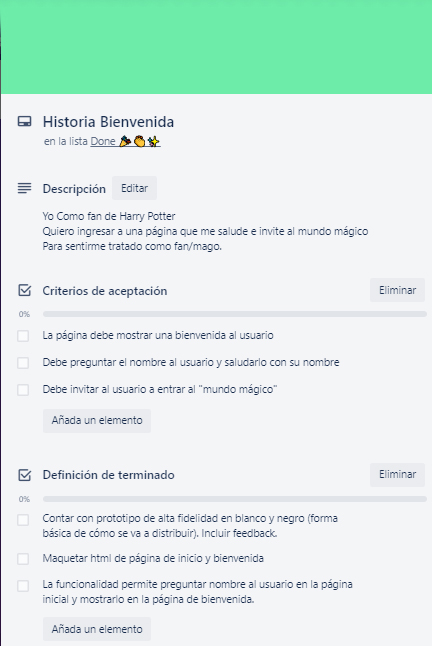 Historia Bienvenida
en la lista Done 🎉👏✨
Descripción Editar
Yo Como fan de Harry Potter
Quiero ingresar a una página que me salude e invite al mundo mágico
Para sentirme tratado como fan/mago.
Criterios de aceptación Eliminar
0%
La página debe mostrar una bienvenida al usuario
Debe preguntar el nombre al usuario y saludarlo con su nombre
Debe invitar al usuario a entrar al "mundo mágico"
Añada un elemento
Definición de terminado Eliminar
0%
Contar con prototipo de alta fidelidad en blanco y negro (forma
básica de cómo se va a distribuir). Incluir feedback.
Maquetar html de página de inicio y bienvenida
La funcionalidad permite preguntar nombre al usuario en la página
inicial y mostrarlo en la página de bienvenida.
Añada un elemento